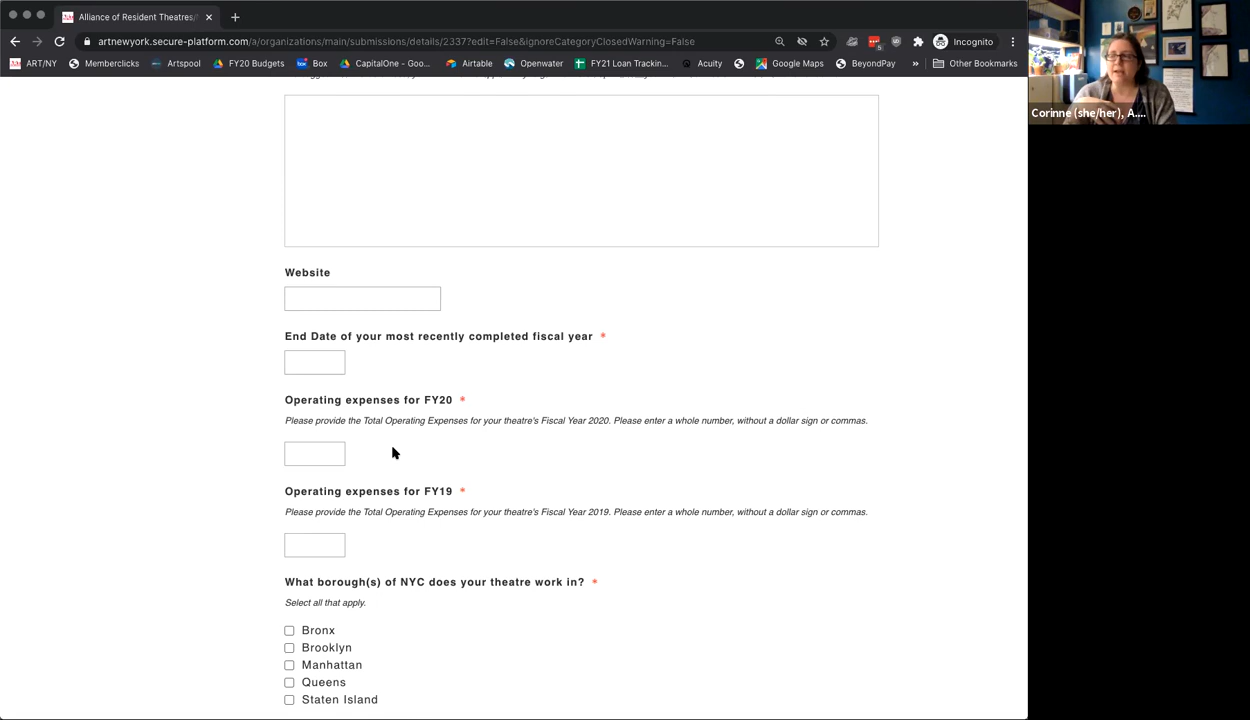 Alliance of Resident Theatres/
artnewyork.secure-platform.com/a/organizations/main/submissions/details/2337?edit=False&ignoreCategoryClosedWarning=False
5
Incognito
ART/NY
Memberclicks
Artspool
FY20 Budgets
Box
CapitalOne - Goo...
Airtable
Openwater
FY21 Loan Trackin...
Acuity
Google Maps
BeyondPay
»
Other Bookmarks
Corinne (she/her), A....
Website
End Date of your most recently completed fiscal year *
Operating expenses for FY20 *
Please provide the Total Operating Expenses for your theatre's Fiscal Year 2020. Please enter a whole number, without a dollar sign or commas.
Operating expenses for FY19 *
Please provide the Total Operating Expenses for your theatre's Fiscal Year 2019. Please enter a whole number, without a dollar sign or commas.
What borough(s) of NYC does your theatre work in? *
Select all that apply.
Bronx
Brooklyn
Manhattan
Queens
Staten Island